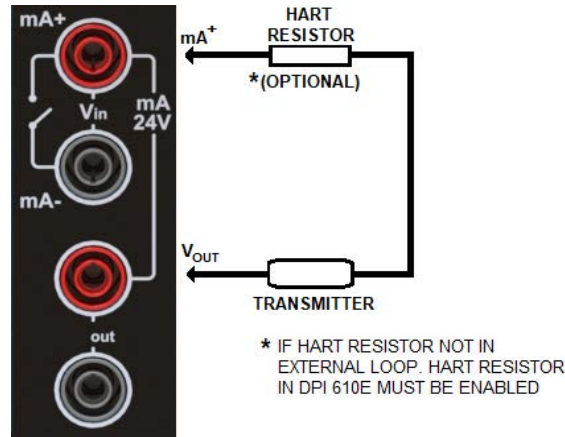 mA+
Vin
mA
24V
mA-
out
mA+
HART
RESISTOR
*(OPTIONAL)
VOUT
TRANSMITTER
* IF HART RESISTOR NOT IN
EXTERNAL LOOP. HART RESISTOR
IN DPI 610E MUST BE ENABLED